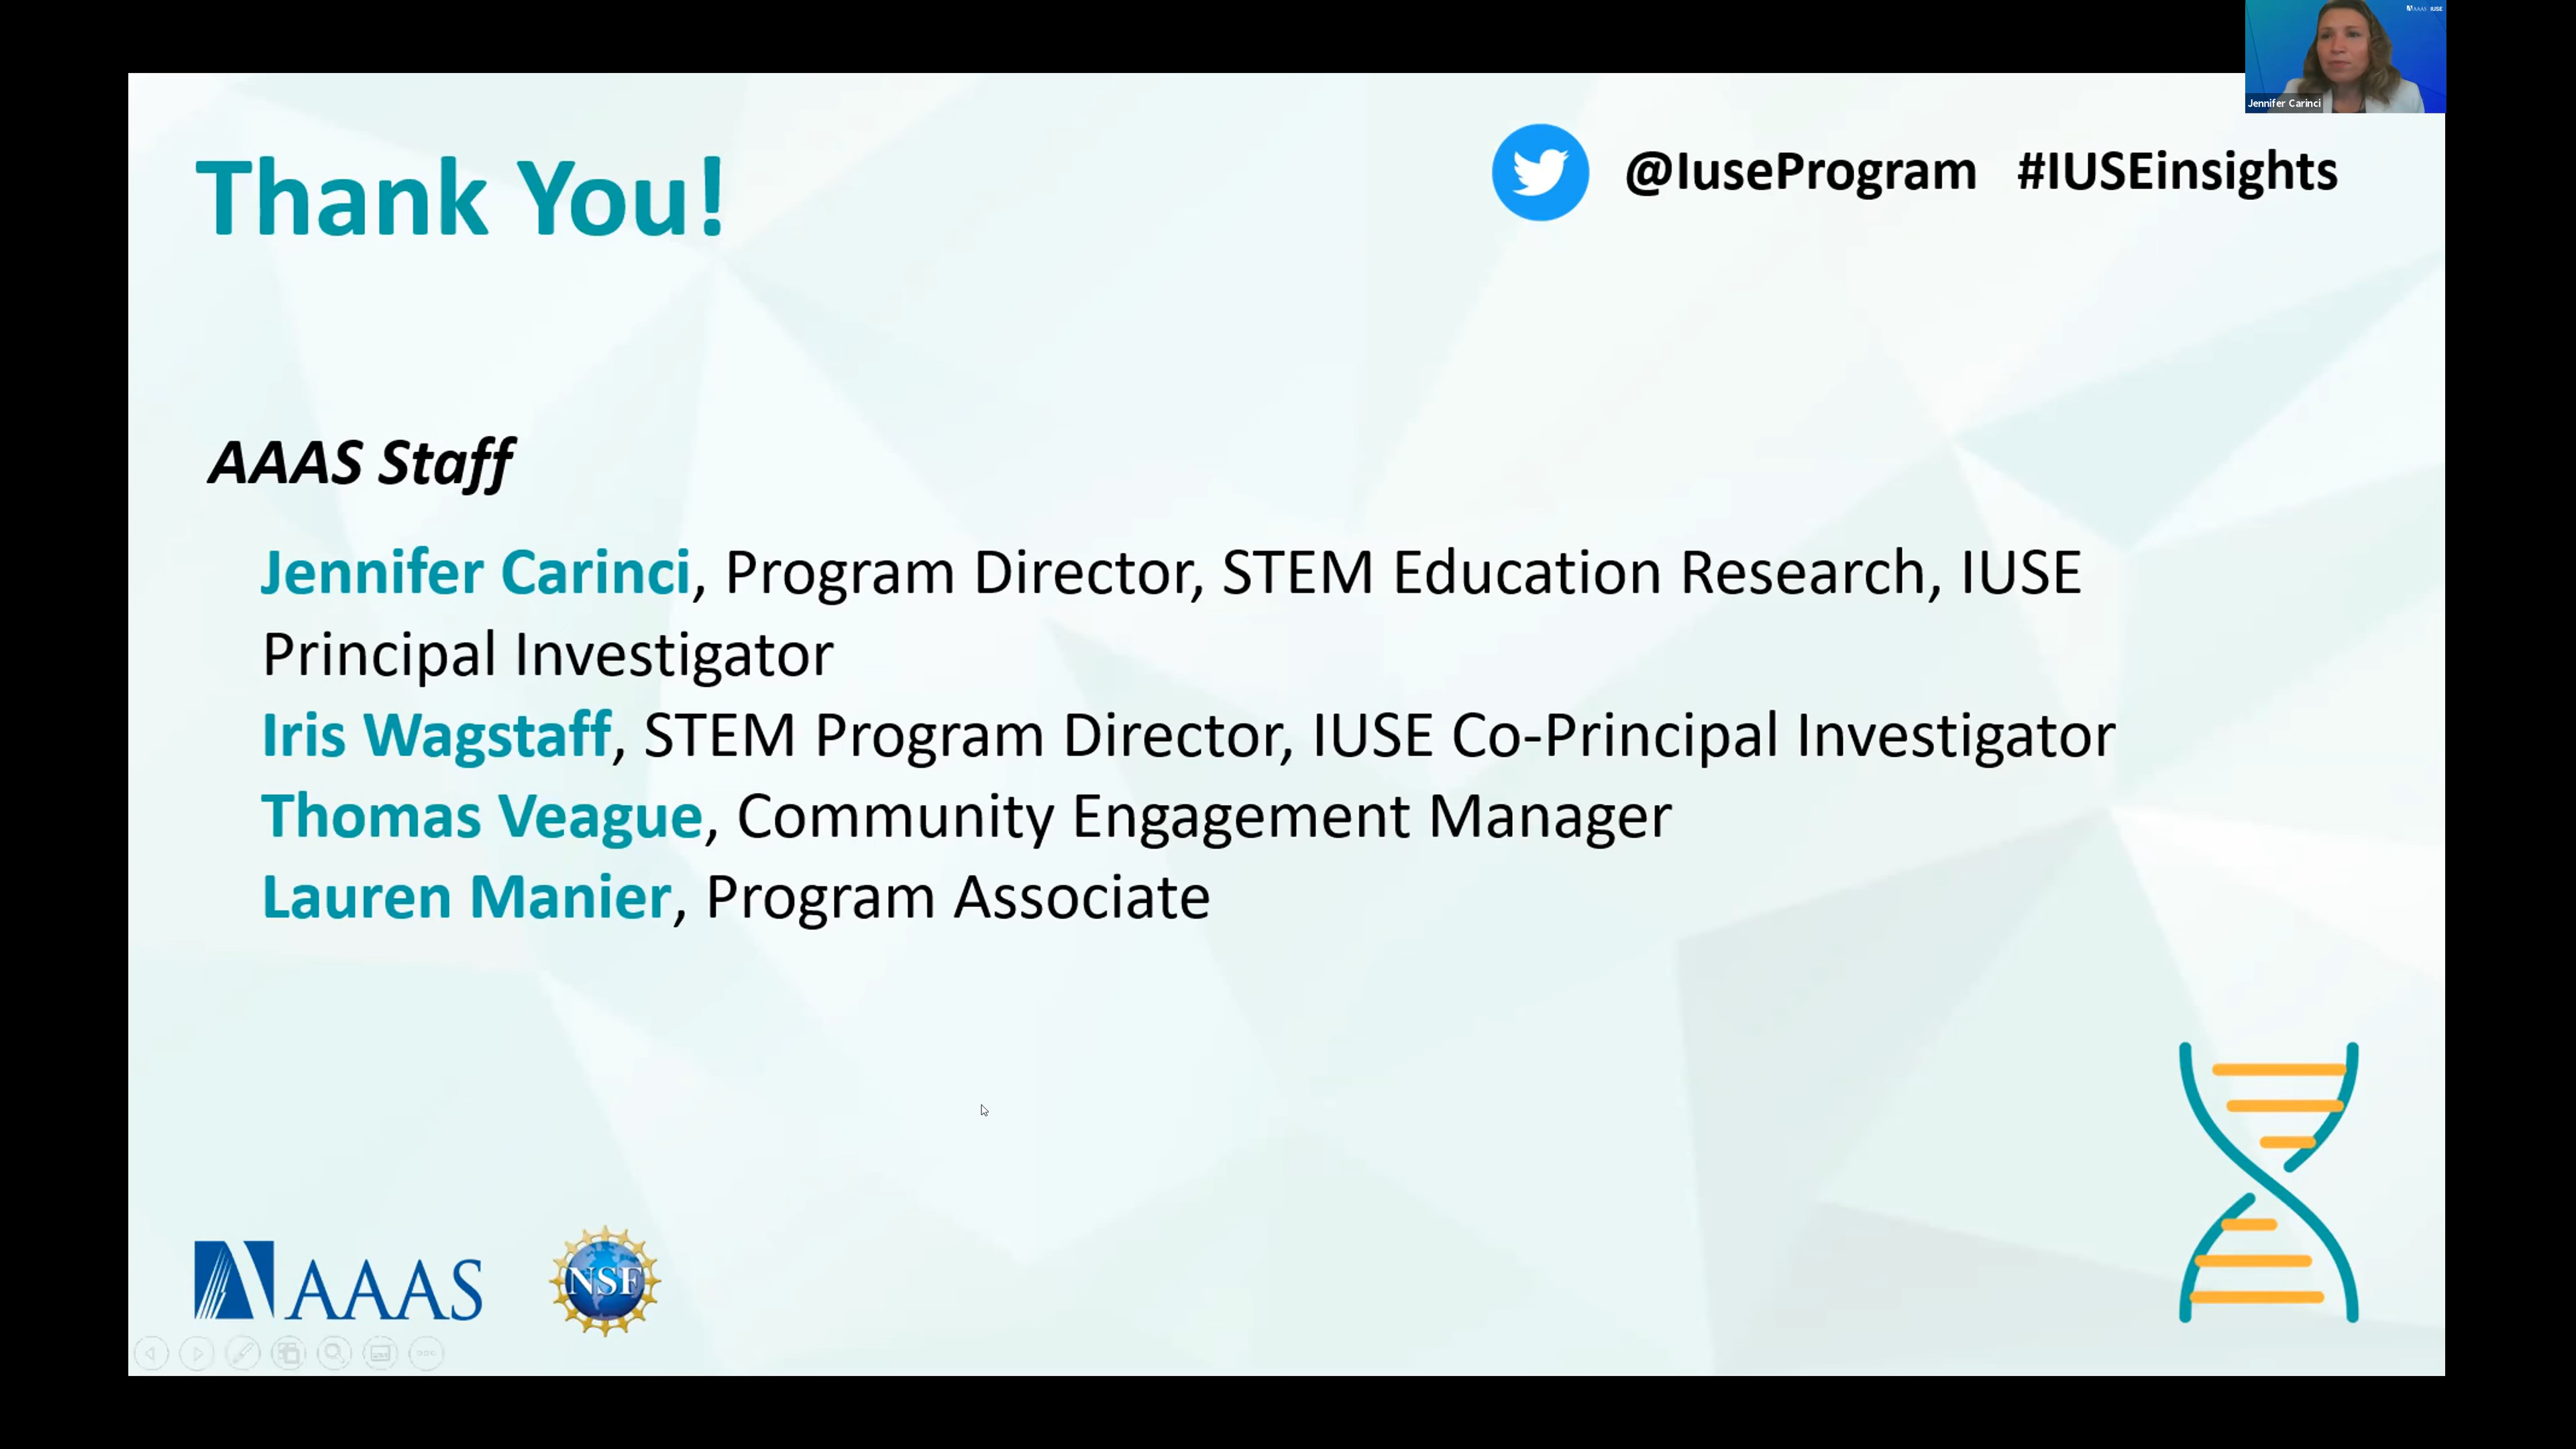 AAAS IUSE
Jennifer Carinci
Thank You!
@IuseProgram #IUSEinsights
AAAS Staff
Jennifer Carinci, Program Director, STEM Education Research, IUSE
Principal Investigator
Iris Wagstaff, STEM Program Director, IUSE Co-Principal Investigator
Thomas Veague, Community Engagement Manager
Lauren Manier, Program Associate
AAAS
NSF